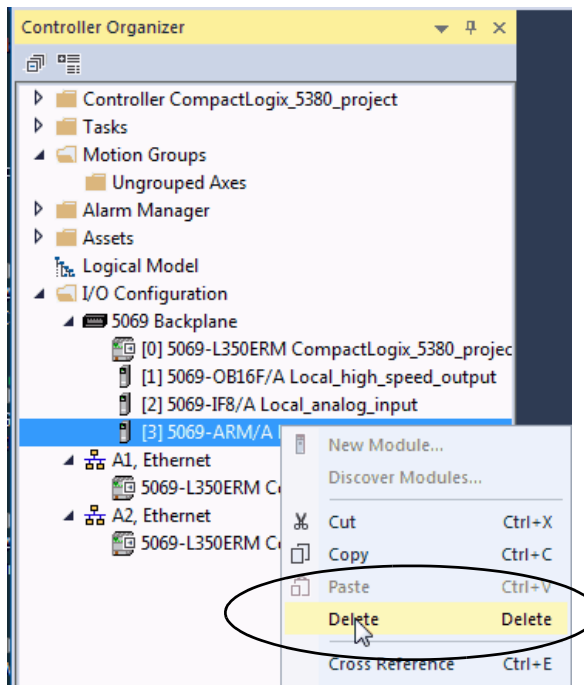 Controller Organizer
Controller CompactLogix_5380_project
Tasks
Motion Groups
Ungrouped Axes
Alarm Manager
Assets
Logical Model
I/O Configuration
5069 Backplane
[0] 5069-L350ERM CompactLogix_5380_projec
[1] 5069-OB16F/A Local_high_speed_output
[2] 5069-IF8/A Local_analog_input
[3] 5069-ARM/A
New Module...
A1, Ethernet
Discover Modules...
5069-L350ERM
A2, Ethernet
Cut Ctrl+X
5069-L350ERM
Copy Ctrl+C
Paste Ctrl+V
Delete Delete
Cross Reference Ctrl+E